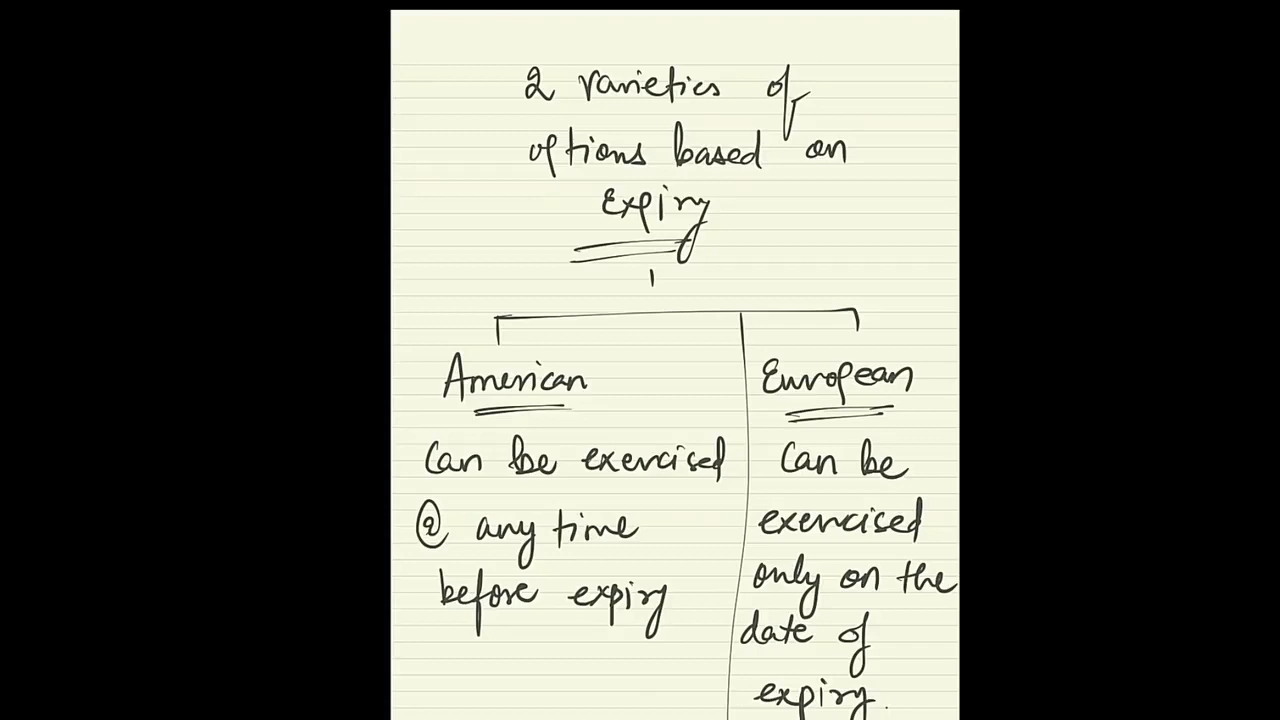 2 varieties of
options based on
Expiry
American
Can be exercised
@ any time
before expiry
European
Can be
exercised
only on the
date of
expiry.